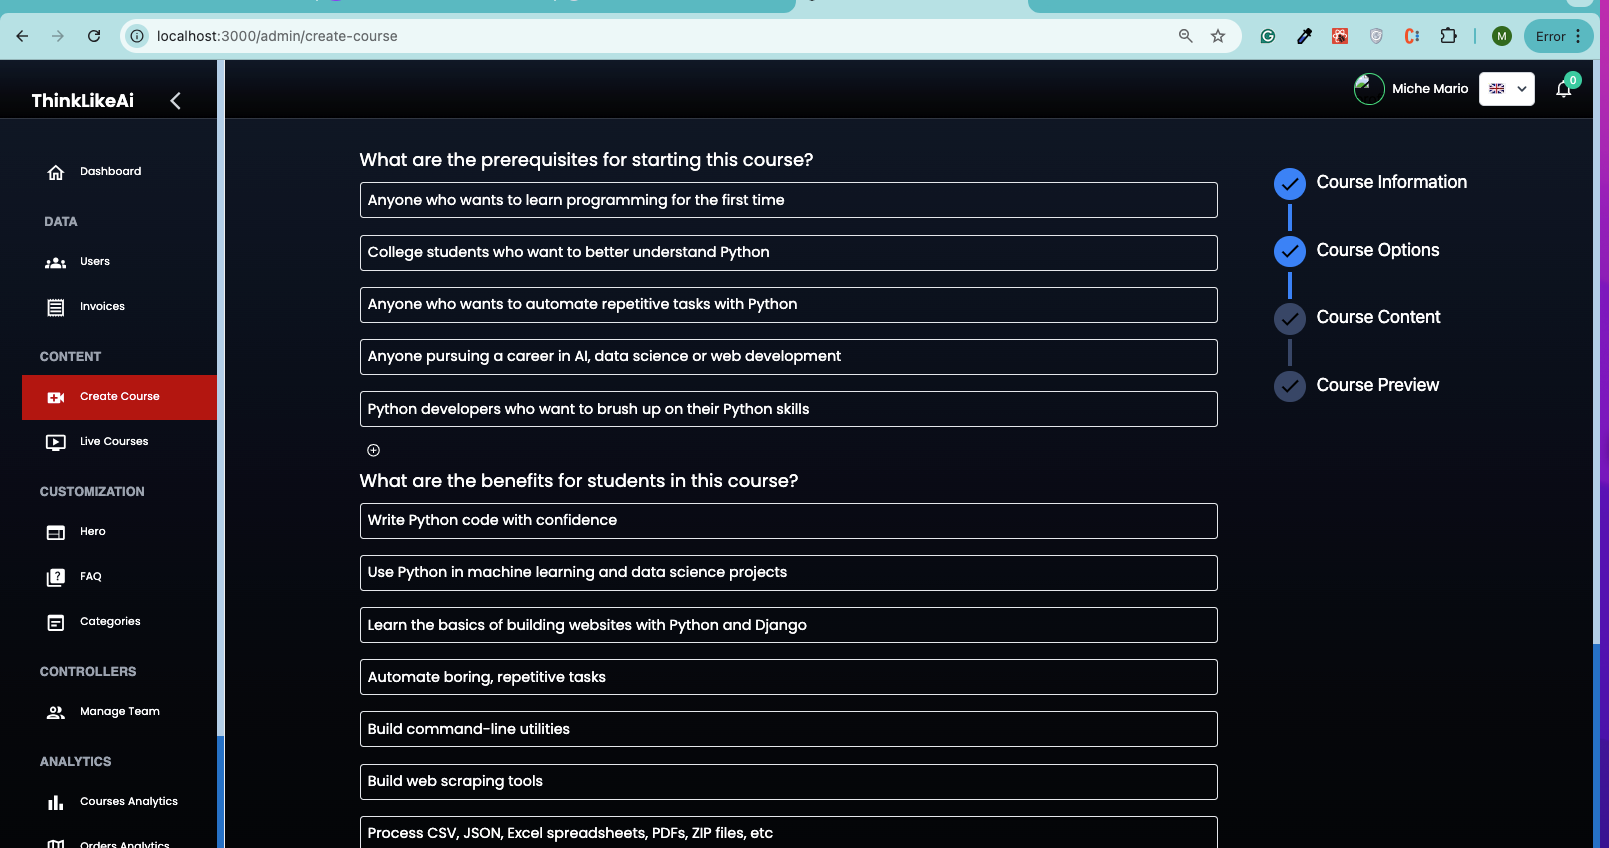 localhost:3000/admin/create-course
M
Error
ThinkLikeAi
Miche Mario
0
Dashboard
DATA
Users
Invoices
CONTENT
Create Course
Live Courses
CUSTOMIZATION
Hero
FAQ
Categories
CONTROLLERS
Manage Team
ANALYTICS
Courses Analytics
Orders Analytics
What are the prerequisites for starting this course?
Anyone who wants to learn programming for the first time
College students who want to better understand Python
Anyone who wants to automate repetitive tasks with Python
Anyone pursuing a career in AI, data science or web development
Python developers who want to brush up on their Python skills
What are the benefits for students in this course?
Write Python code with confidence
Use Python in machine learning and data science projects
Learn the basics of building websites with Python and Django
Automate boring, repetitive tasks
Build command-line utilities
Build web scraping tools
Process CSV, JSON, Excel spreadsheets, PDFs, ZIP files, etc
Course Information
Course Options
Course Content
Course Preview